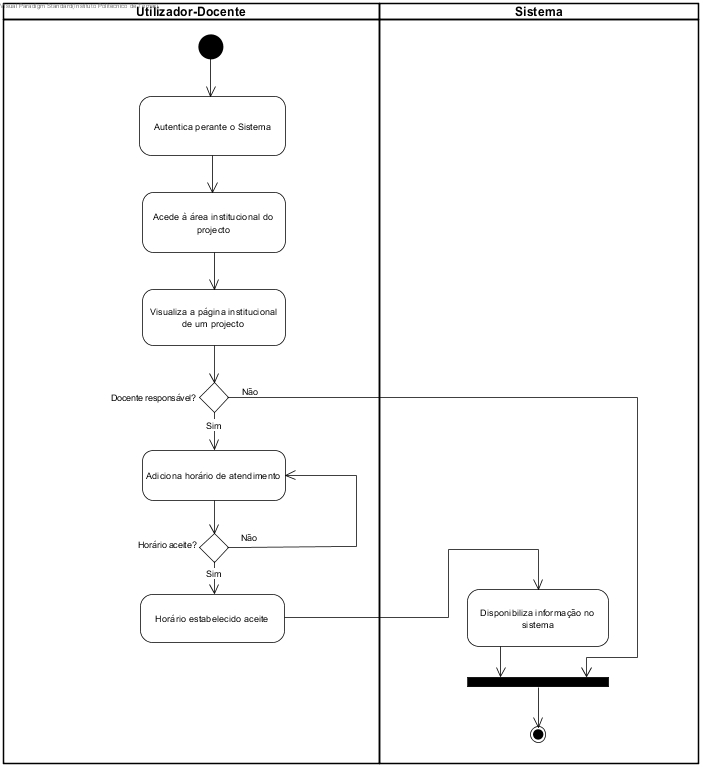 Visual Paradigm Standard(Instituto Politecnico de
Utilizador-Docente
Sistema
Autentica perante o Sistema
Acede á área institucional do
projecto
Visualiza a página institucional
de um projecto
Docente responsável?
Não
Sim
Adiciona horário de atendimento
Horário aceite?
Não
Sim
Horário estabelecido aceite
Disponibiliza informação no
sistema